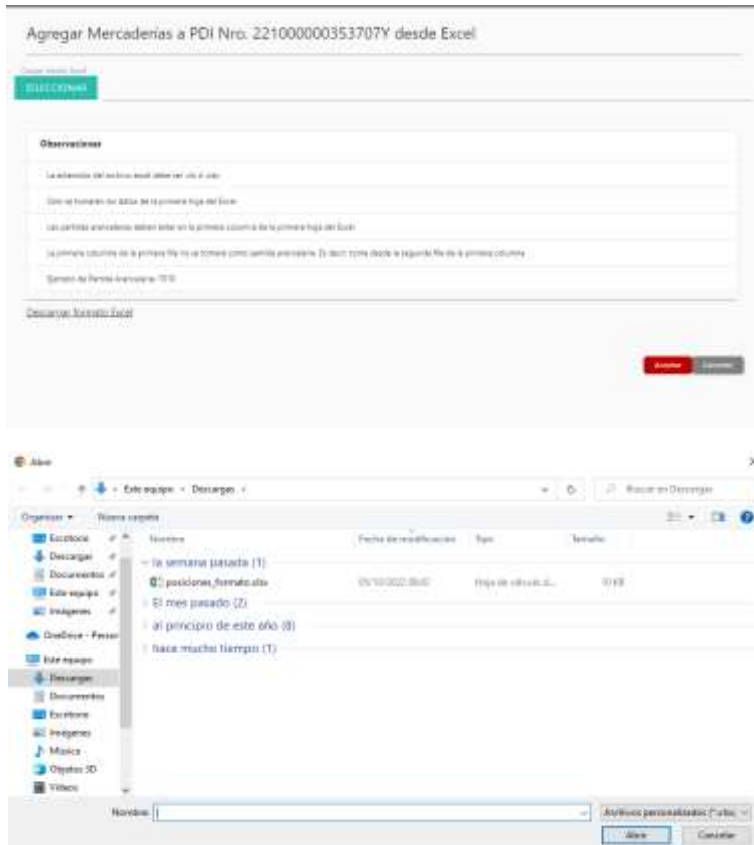 Agregar Mercaderías a PDI Nro. 221000000353707Y desde Excel
SELECCIONAR
Observaciones
La extensión del archivo excel debe ser .xls ó .xlsx
Sólo se tomarán los datos de la primera hoja del Excel
Las partidas arancelarias deben estar en la primera columna de la primera hoja del Excel
La primera columna de la primera fila no se tomará como partida arancelaria. Es decir, toma desde la segunda fila de la primera columna
Ejemplo de Partida Arancelaria:
Descargar formato Excel
Aceptar Cancelar
Abrir
Este equipo Descargas
Buscar en Descargas
Organizar Nueva carpeta
Escritorio
Descargas
Documentos
Este equipo
Imágenes
OneDrive - Person
Este equipo
Descargas
Documentos
Escritorio
Imágenes
Música
Objetos 3D
Vídeos
Nombre Fecha de modificación Tipo Tamaño
la semana pasada (1)
posiciones_formato.xlsx Hoja de cálculo d... 10 KB
El mes pasado (2)
al principio de este año (8)
hace mucho tiempo (1)
Nombre: Archivos personalizados
Abrir Cancelar